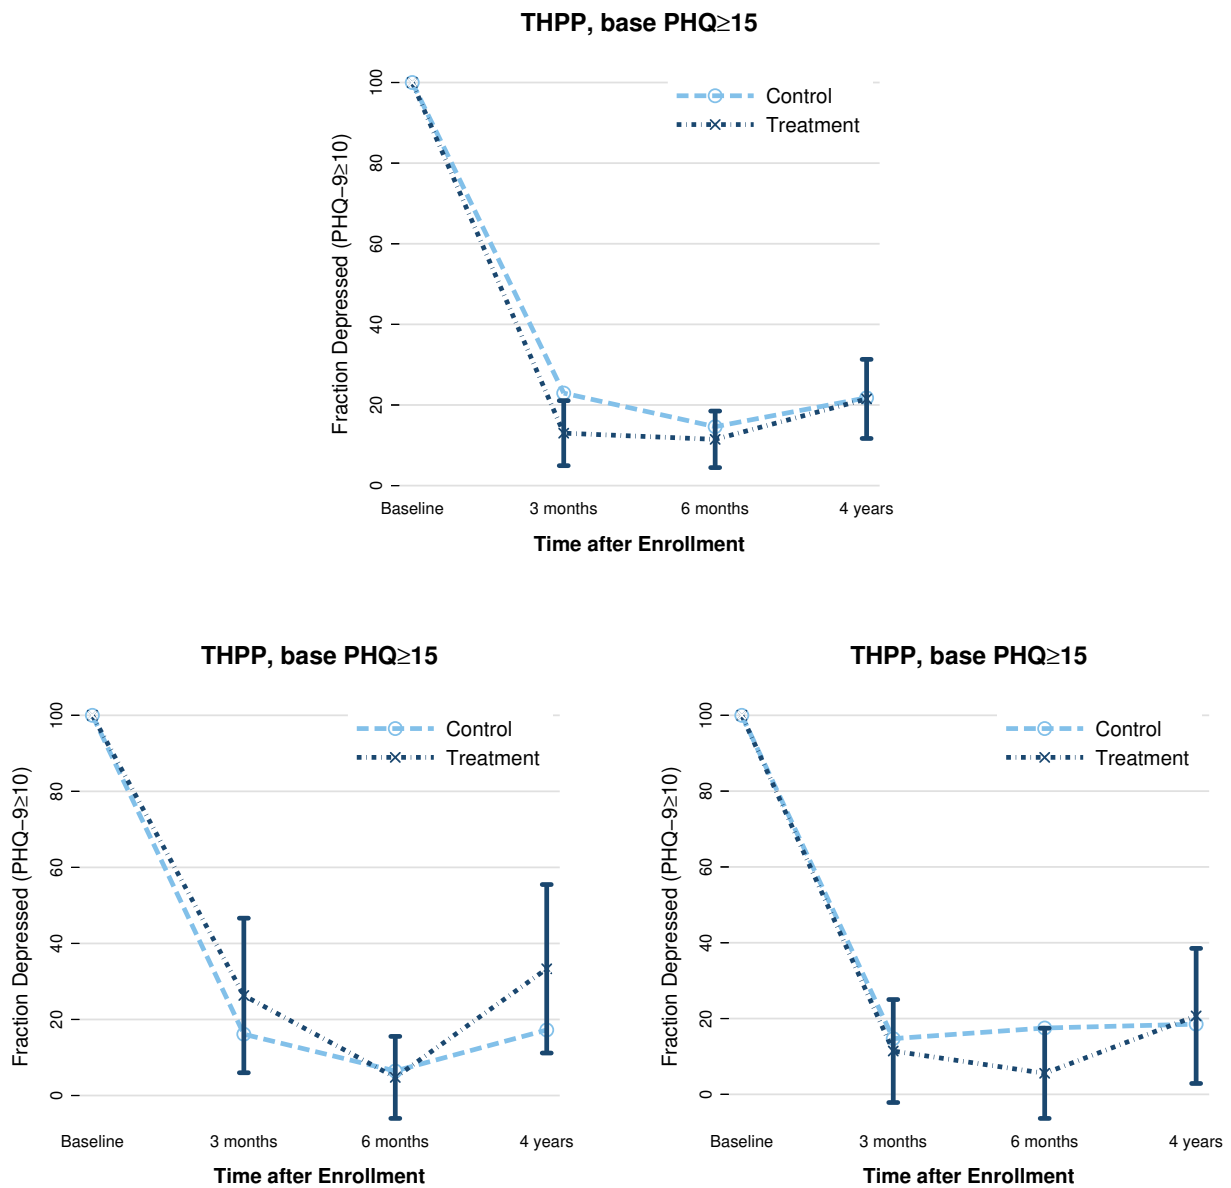 THPP, base PHQ≥15
Control
Treatment
Fraction Depressed (PHQ−9≥10)
100
80
60
40
20
0
Baseline
3 months
6 months
4 years
Time after Enrollment
THPP, base PHQ≥15
Control
Treatment
Fraction Depressed (PHQ−9≥10)
100
80
60
40
20
0
Baseline
3 months
6 months
4 years
Time after Enrollment
THPP, base PHQ≥15
Control
Treatment
Fraction Depressed (PHQ−9≥10)
100
80
60
40
20
0
Baseline
3 months
6 months
4 years
Time after Enrollment